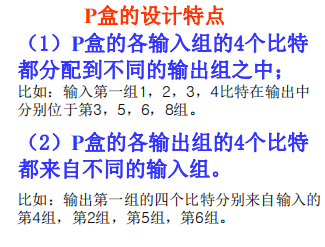 P盒的设计特点
（1）P盒的各输入组的4个比特
都分配到不同的输出组之中；
比如：输入第一组1，2，3，4比特在输出中
分别位于第3，5，6，8组。
（2）P盒的各输出组的4个比特
都来自不同的输入组。
比如：输出第一组的四个比特分别来自输入的
第4组，第2组，第5组，第6组。